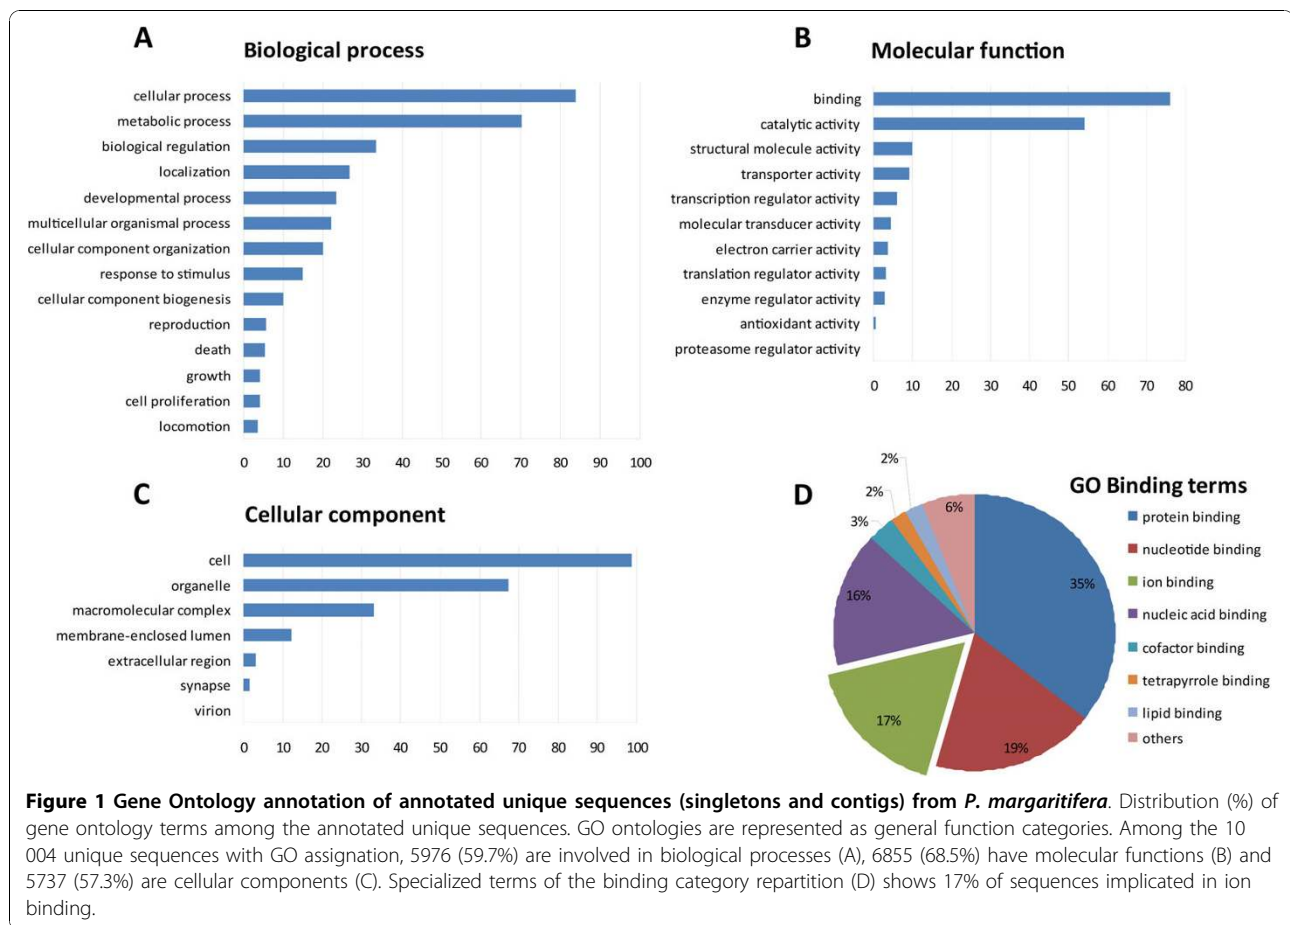 A
Biological process
cellular process
metabolic process
biological regulation
localization
developmental process
multicellular organismal process
cellular component organization
response to stimulus
cellular component biogenesis
reproduction
death
growth
cell proliferation
locomotion
0 10 20 30 40 50 60 70 80 90 100
B
Molecular function
binding
catalytic activity
structural molecule activity
transporter activity
transcription regulator activity
molecular transducer activity
electron carrier activity
translation regulator activity
enzyme regulator activity
antioxidant activity
proteasome regulator activity
0 10 20 30 40 50 60 70 80
C
Cellular component
cell
organelle
macromolecular complex
membrane-enclosed lumen
extracellular region
synapse
virion
0 10 20 30 40 50 60 70 80 90 100
D
GO Binding terms
2%
2%
3%
6%
35%
16%
17%
19%
protein binding
nucleotide binding
ion binding
nucleic acid binding
cofactor binding
tetrapyrrole binding
lipid binding
others
Figure 1 Gene Ontology annotation of annotated unique sequences (singletons and contigs) from P. margaritifera. Distribution (%) of
gene ontology terms among the annotated unique sequences. GO ontologies are represented as general function categories. Among the 10
004 unique sequences with GO assignation, 5976 (59.7%) are involved in biological processes (A), 6855 (68.5%) have molecular functions (B) and
5737 (57.3%) are cellular components (C). Specialized terms of the binding category repartition (D) shows 17% of sequences implicated in ion
binding.